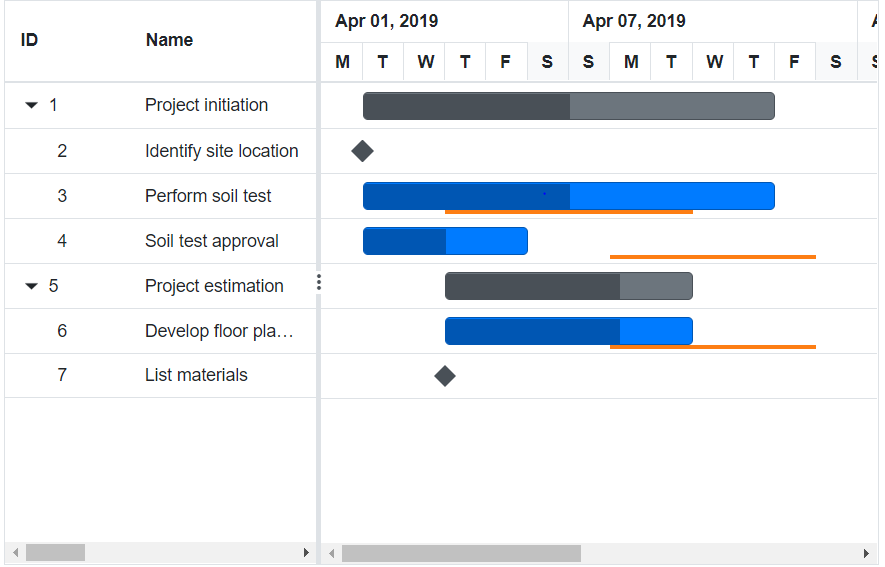 ID Name Apr 01, 2019 Apr 07, 2019 A
M T W T F S S M T W T F S S
1 Project initiation
2 Identify site location
3 Perform soil test
4 Soil test approval
5 Project estimation
6 Develop floor pla…
7 List materials